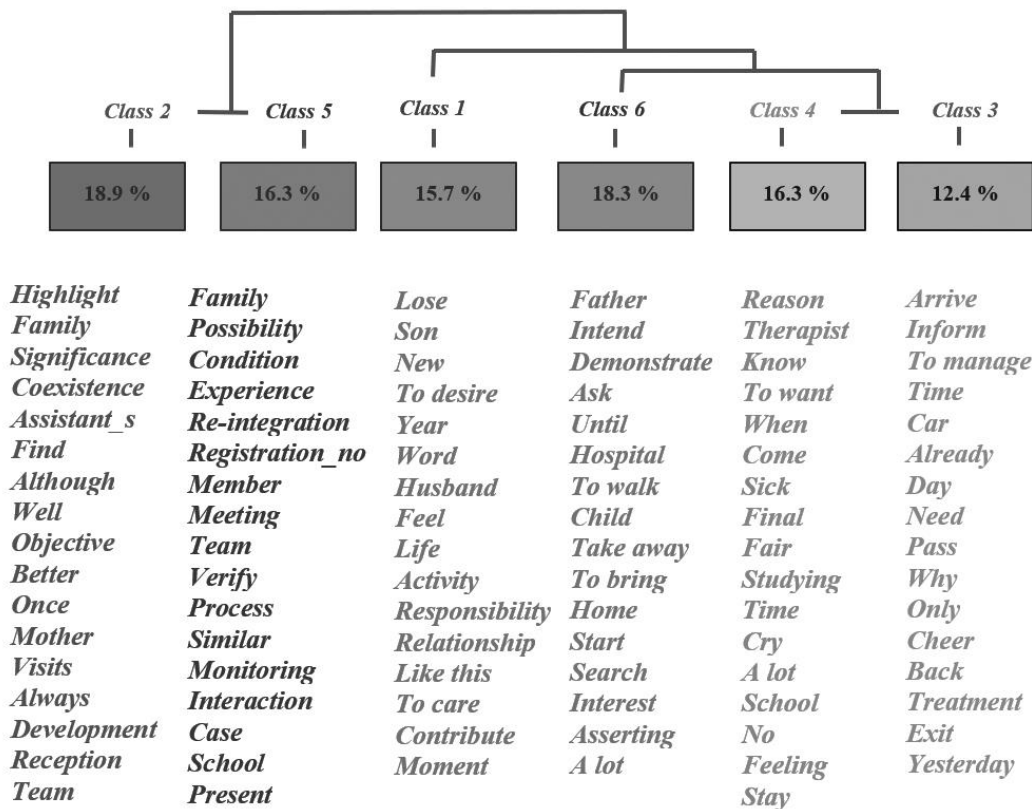 Class 2 Class 5 Class 1 Class 6 Class 4 Class 3
18.9 % 16.3 % 15.7 % 18.3 % 16.3 % 12.4 %
Highlight Family Lose Father Reason Arrive
Family Possibility Son Intend Therapist Inform
Significance Condition New Demonstrate Know To manage
Coexistence Experience To desire Ask To want Time
Assistant_s Re-integration Year Until When Car
Find Registration_no Word Hospital Come Already
Although Member Husband To walk Sick Day
Well Meeting Feel Child Final Need
Objective Team Life Take away Fair Pass
Better Verify Activity To bring Studying Why
Once Process Responsibility Home Time Only
Mother Similar Relationship Start Cry Cheer
Visits Monitoring Like this Search A lot Back
Always Interaction To care Interest School Treatment
Development Case Contribute Asserting No Exit
Reception School Moment A lot Feeling Yesterday
Team Present Stay